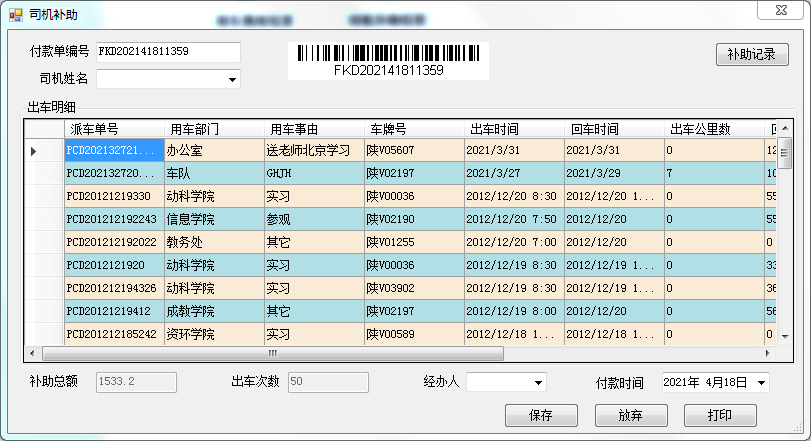 司机补助
付款单编号 FKD202141811359
FKD202141811359
补助记录
司机姓名
出车明细
派车单号 用车部门 用车事由 车牌号 出车时间 回车时间 出车公里数
PCD202132721... 办公室 送老师北京学习 陕V05607 2021/3/31 2021/3/31 0 12
PCD202132720... 车队 GHJH 陕V02197 2021/3/27 2021/3/29 7 10
PCD20121219330 动科学院 实习 陕V00036 2012/12/20 8:30 2012/12/20 1... 0 55
PCD201212192243 信息学院 参观 陕V02190 2012/12/20 7:50 2012/12/20 0 55
PCD201212192022 教务处 其它 陕V01255 2012/12/20 7:00 2012/12/20 0 0
PCD2012121920 动科学院 实习 陕V00036 2012/12/19 8:30 2012/12/19 1... 0 33
PCD201212194326 动科学院 实习 陕V03902 2012/12/19 8:30 2012/12/19 1... 0 36
PCD20121219412 成教学院 其它 陕V02197 2012/12/19 8:00 2012/12/20 0 56
PCD201212185242 资环学院 实习 陕V00589 2012/12/18 1... 2012/12/18 1... 0 0
补助总额 1533.2 出车次数 50 经办人 付款时间 2021年 4月18日
保存 放弃 打印